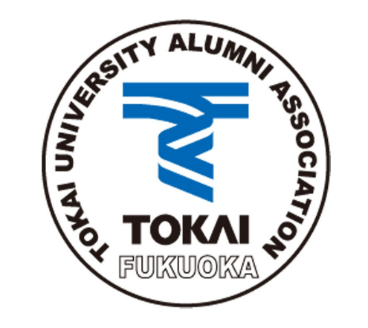 TOKAI UNIVERSITY ALUMNI ASSOCIATION
TOKAI
FUKUOKA